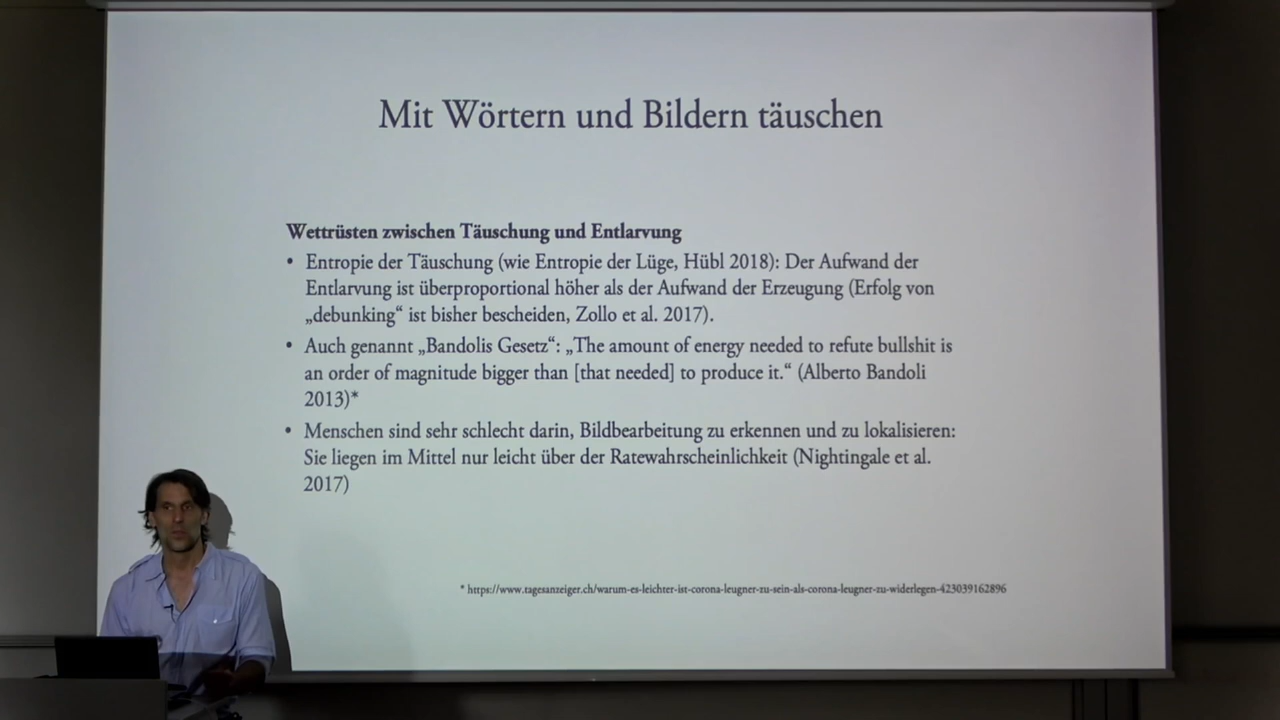 Mit Wörtern und Bildern täuschen
Wettrüsten zwischen Täuschung und Entlarvung
• Entropie der Täuschung (wie Entropie der Lüge, Hübl 2018): Der Aufwand der
Entlarvung ist überproportional höher als der Aufwand der Erzeugung (Erfolg von
„debunking“ ist bisher bescheiden, Zollo et al. 2017).
• Auch genannt „Bandolis Gesetz“: „The amount of energy needed to refute bullshit is
an order of magnitude bigger than [that needed] to produce it.“ (Alberto Bandoli
2013)*
• Menschen sind sehr schlecht darin, Bildbearbeitung zu erkennen und zu lokalisieren:
Sie liegen im Mittel nur leicht über der Ratewahrscheinlichkeit (Nightingale et al.
2017)
* https://www.tagesanzeiger.ch/warum-es-leichter-ist-corona-leugner-zu-sein-als-corona-leugner-zu-widerlegen-423039162896